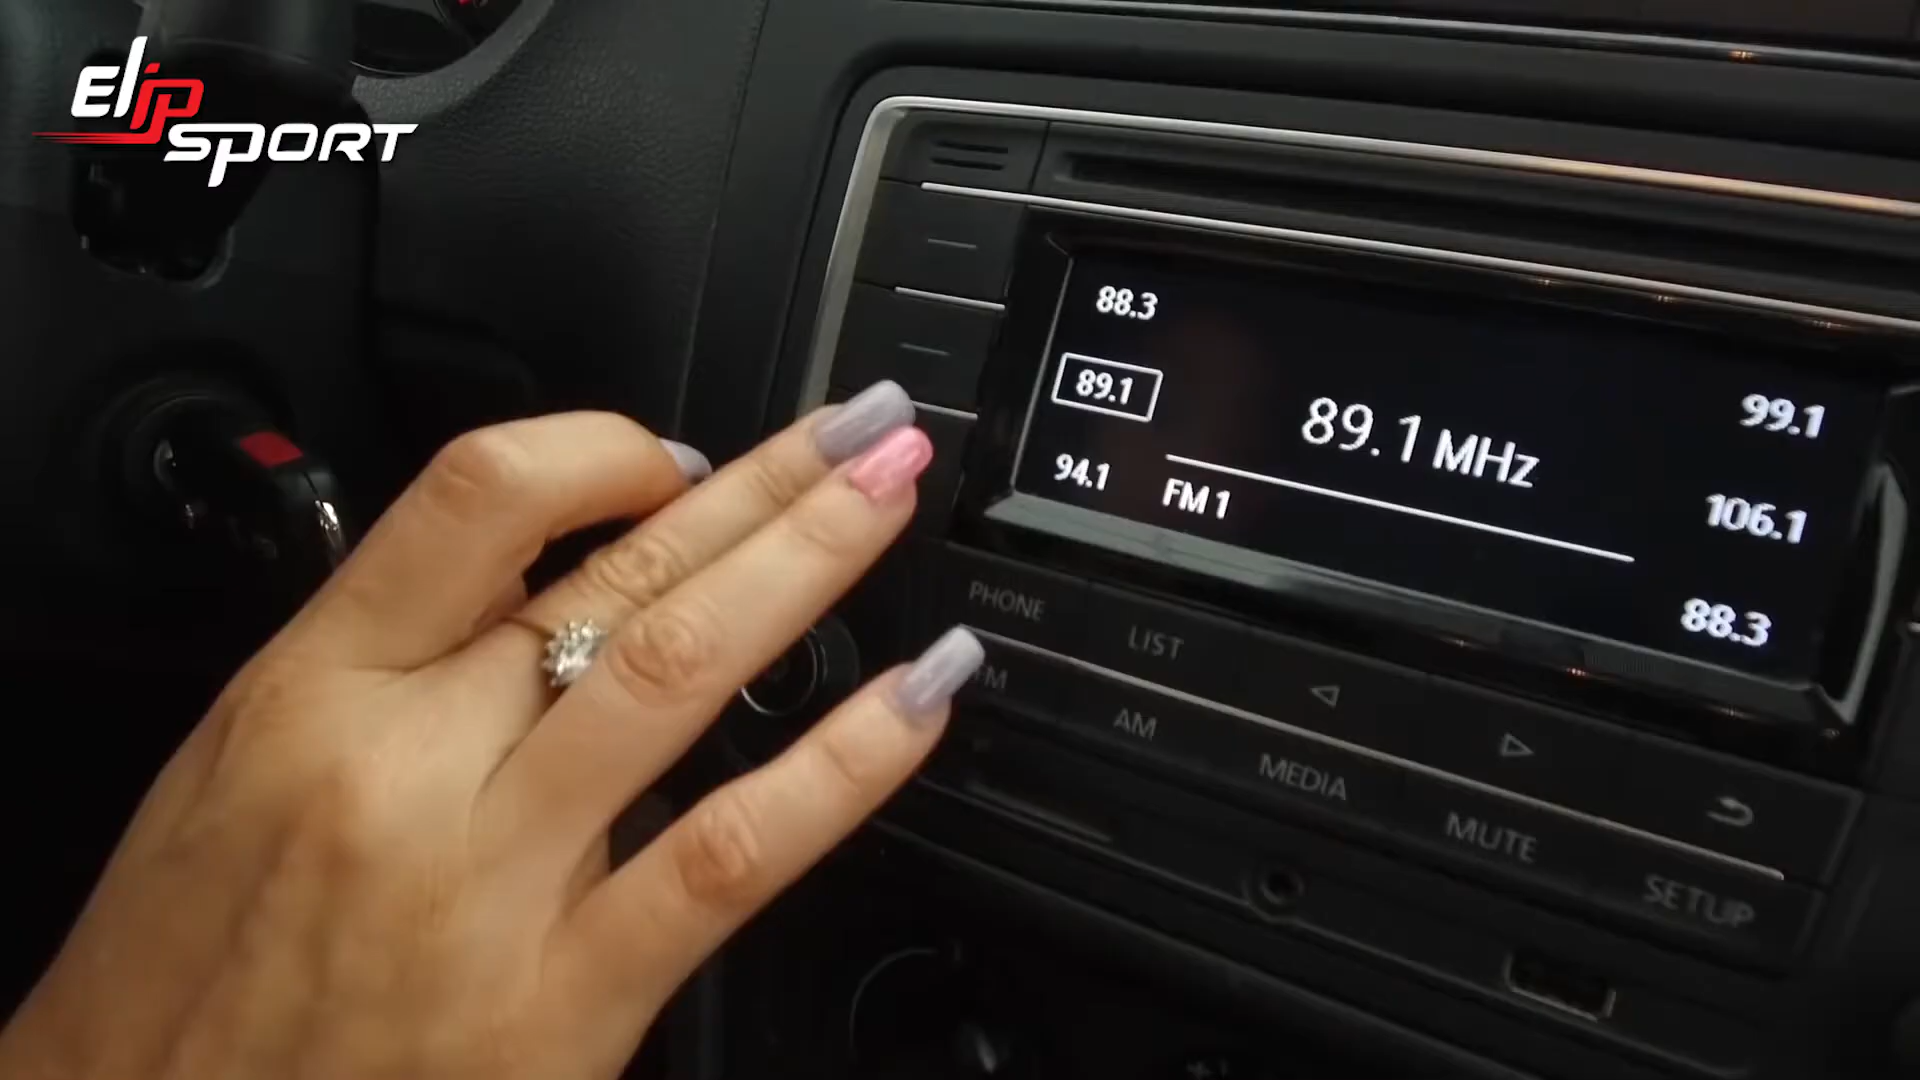 Elip
SPORT
88.3
89.1
94.1
89.1 MHz
FM 1
99.1
106.1
88.3
PHONE
LIST
FM
AM
MEDIA
MUTE
SETUP